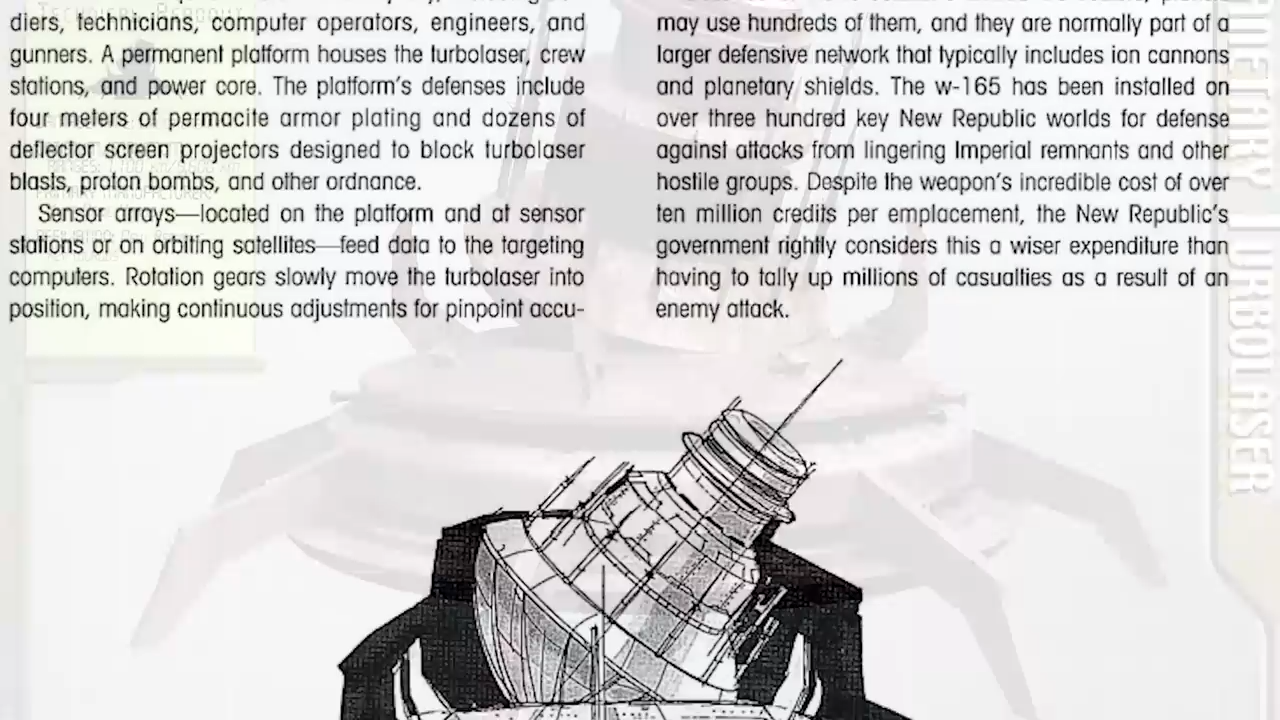 diers, technicians, computer operators, engineers, and
gunners. A permanent platform houses the turbolaser, crew
stations, and power core. The platform's defenses include
four meters of permacite armor plating and dozens of
deflector screen projectors designed to block turbolaser
blasts, proton bombs, and other ordnance.
Sensor arrays—located on the platform and at sensor
stations or on orbiting satellites—feed data to the targeting
computers. Rotation gears slowly move the turbolaser into
position, making continuous adjustments for pinpoint accu-
may use hundreds of them, and they are normally part of a
larger defensive network that typically includes ion cannons
and planetary shields. The w-165 has been installed on
over three hundred key New Republic worlds for defense
against attacks from lingering Imperial remnants and other
hostile groups. Despite the weapon's incredible cost of over
ten million credits per emplacement, the New Republic's
government rightly considers this a wiser expenditure than
having to tally up millions of casualties as a result of an
enemy attack.
TURBOLASER
TECHNICAL READOUT